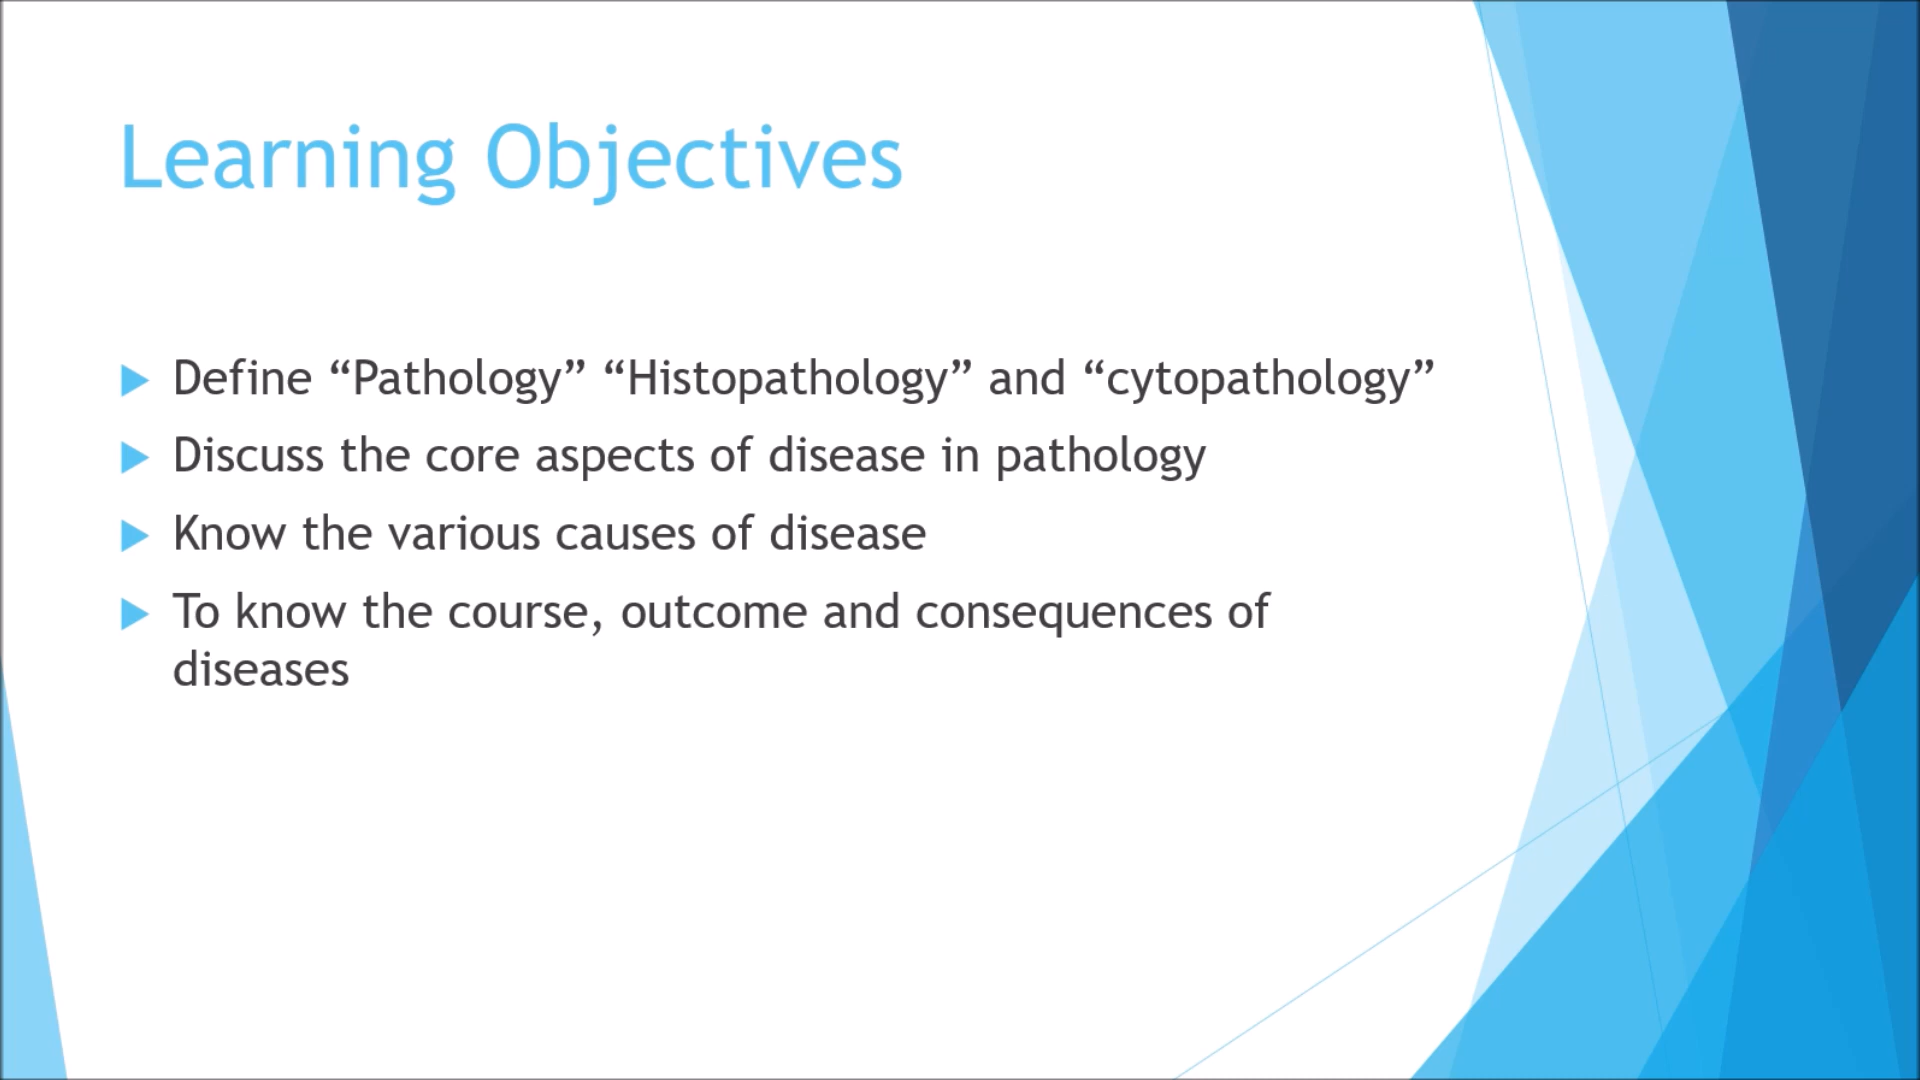 Learning Objectives
Define “Pathology” “Histopathology” and “cytopathology”
Discuss the core aspects of disease in pathology
Know the various causes of disease
To know the course, outcome and consequences of
diseases